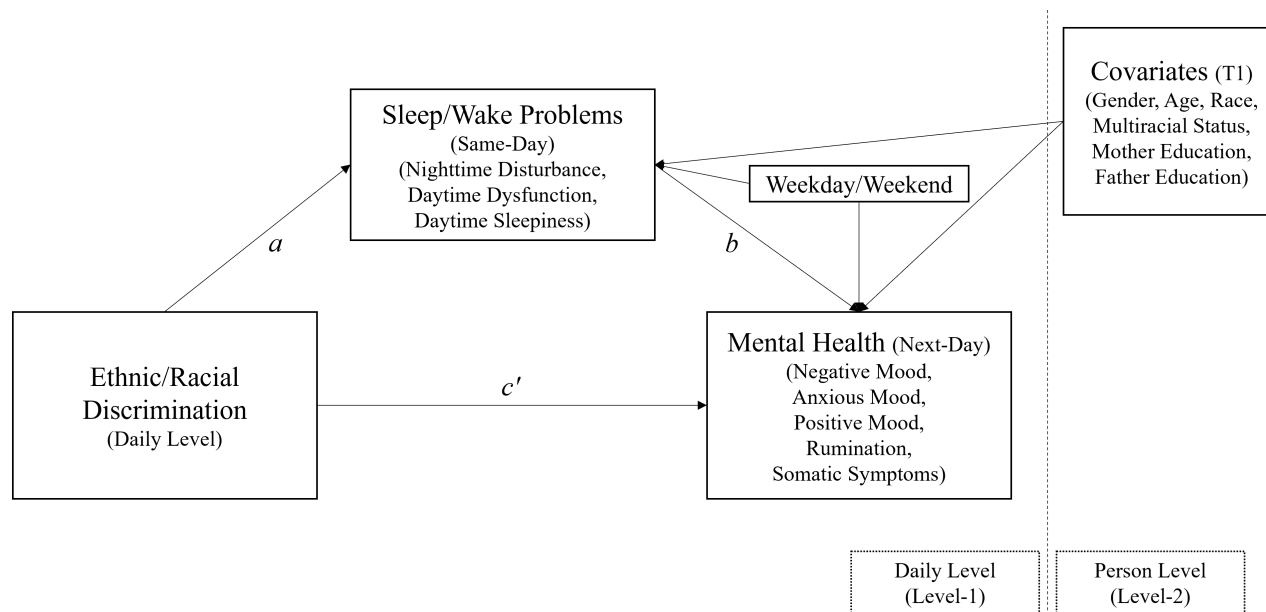 Covariates (T1)
(Gender, Age, Race,
Multiracial Status,
Mother Education,
Father Education)
Sleep/Wake Problems
(Same-Day)
(Nighttime Disturbance,
Daytime Dysfunction,
Daytime Sleepiness)
Weekday/Weekend
a
b
Ethnic/Racial
Discrimination
(Daily Level)
c'
Mental Health (Next-Day)
(Negative Mood,
Anxious Mood,
Positive Mood,
Rumination,
Somatic Symptoms)
Daily Level
(Level-1)
Person Level
(Level-2)